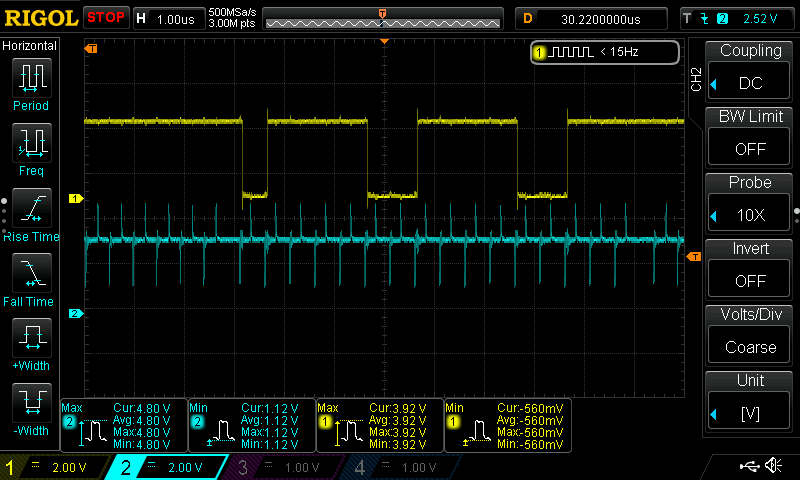 RIGOL STOP H 1.00us 500MSa/s 3.00M pts T D 30.2200000us T 2 2.52 V
Horizontal
Period
Freq
Rise Time
Fall Time
+Width
-Width
T
1 < 15Hz
1
T
2
CH2
Coupling
DC
BW Limit
OFF
Probe
10X
Invert
OFF
Volts/Div
Coarse
Unit
[V]
Max Cur:4.80 V
2 Avg:4.80 V
Max:4.80 V
Min:4.80 V
Min Cur:1.12 V
2 Avg:1.12 V
Max:1.12 V
Min:1.12 V
Max Cur:3.92 V
1 Avg:3.92 V
Max:3.92 V
Min:3.92 V
Min Cur:-560mV
1 Avg:-560mV
Max:-560mV
Min:-560mV
1 2.00 V 2 2.00 V 3 1.00 V 4 1.00 V